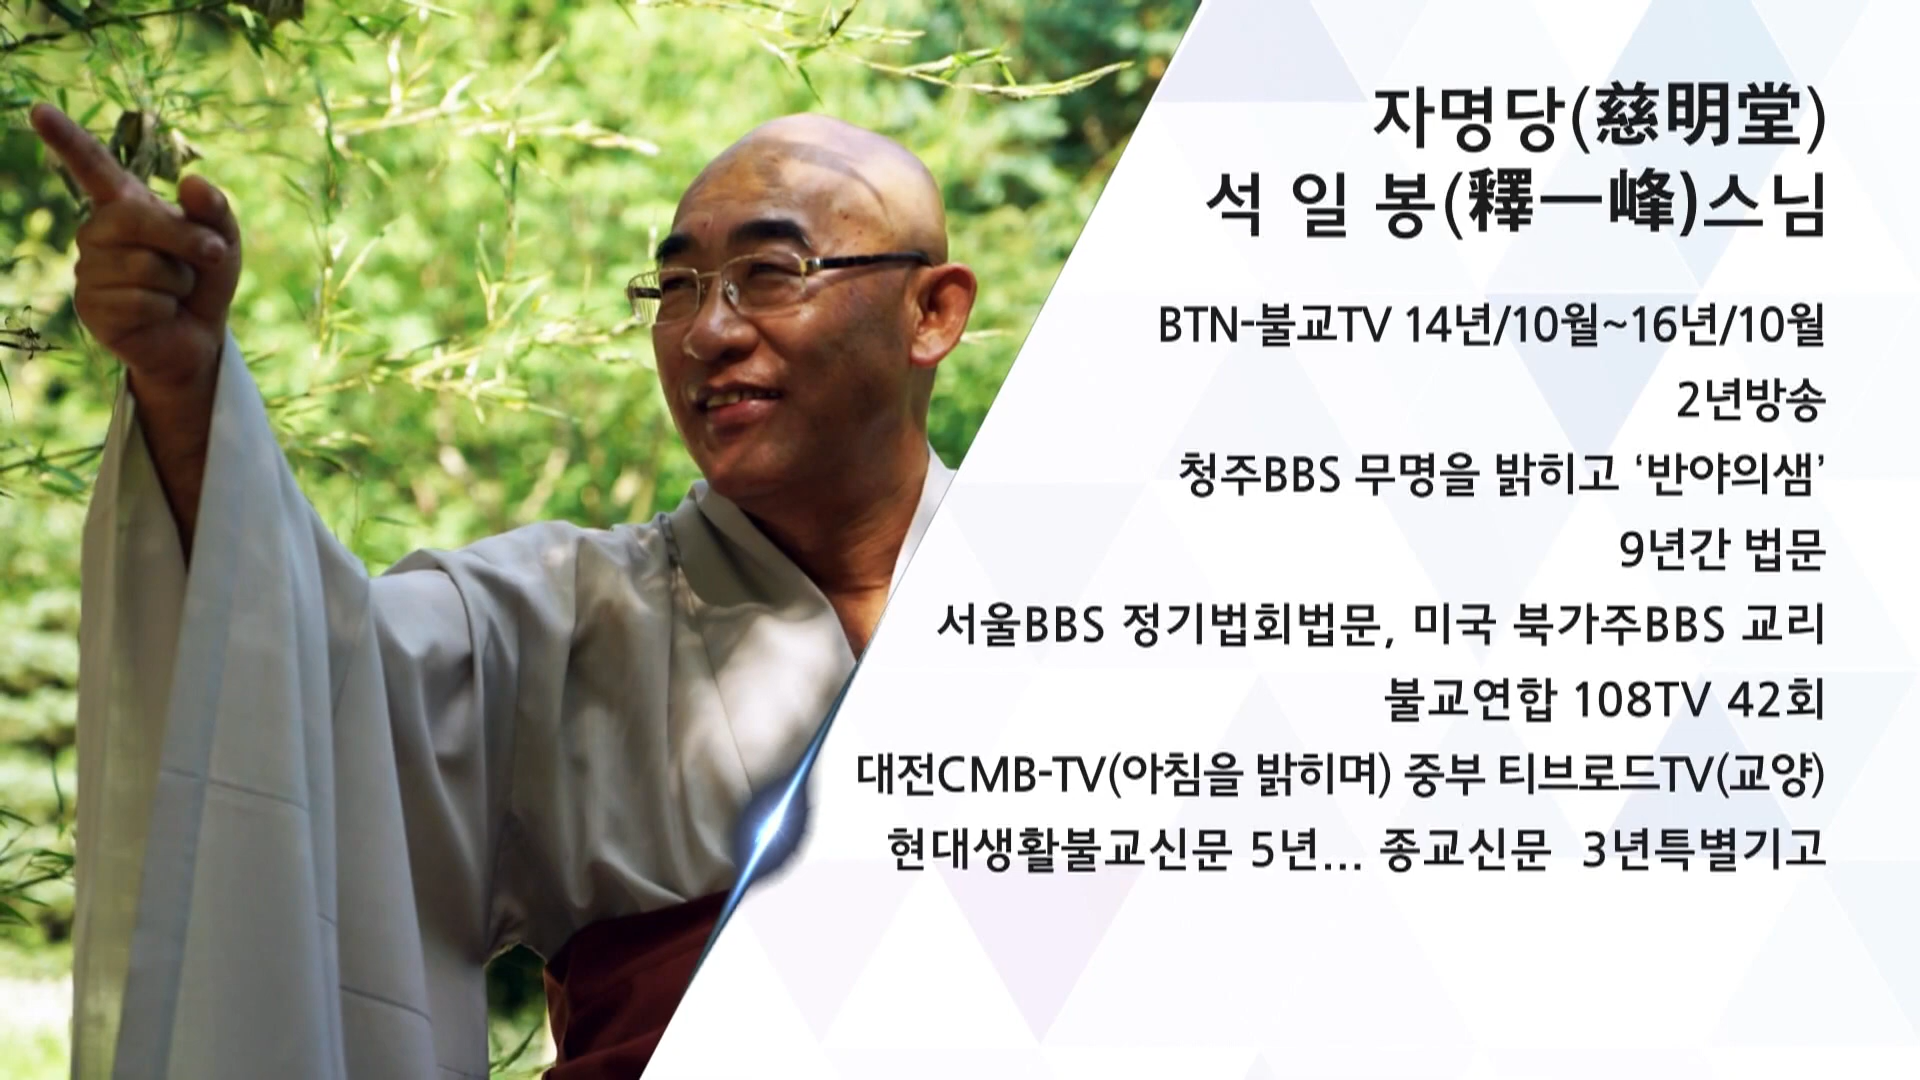 자명당(慈明堂)
석 일 봉(釋一峰)스님
BTN-불교TV 14년/10월~16년/10월
2년방송
청주BBS 무명을 밝히고 ‘반야의샘’
9년간 법문
서울BBS 정기법회법문, 미국 북가주BBS 교리
불교연합 108TV 42회
대전CMB-TV(아침을 밝히며) 중부 티브로드TV(교양)
현대생활불교신문 5년... 종교신문 3년특별기고